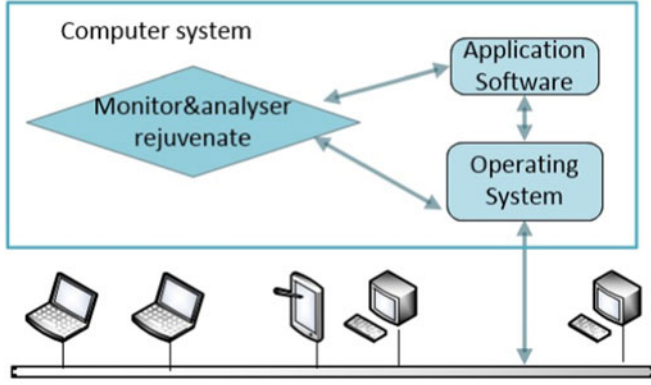 Computer system
Monitor&analyser
rejuvenate
Application
Software
Operating
System